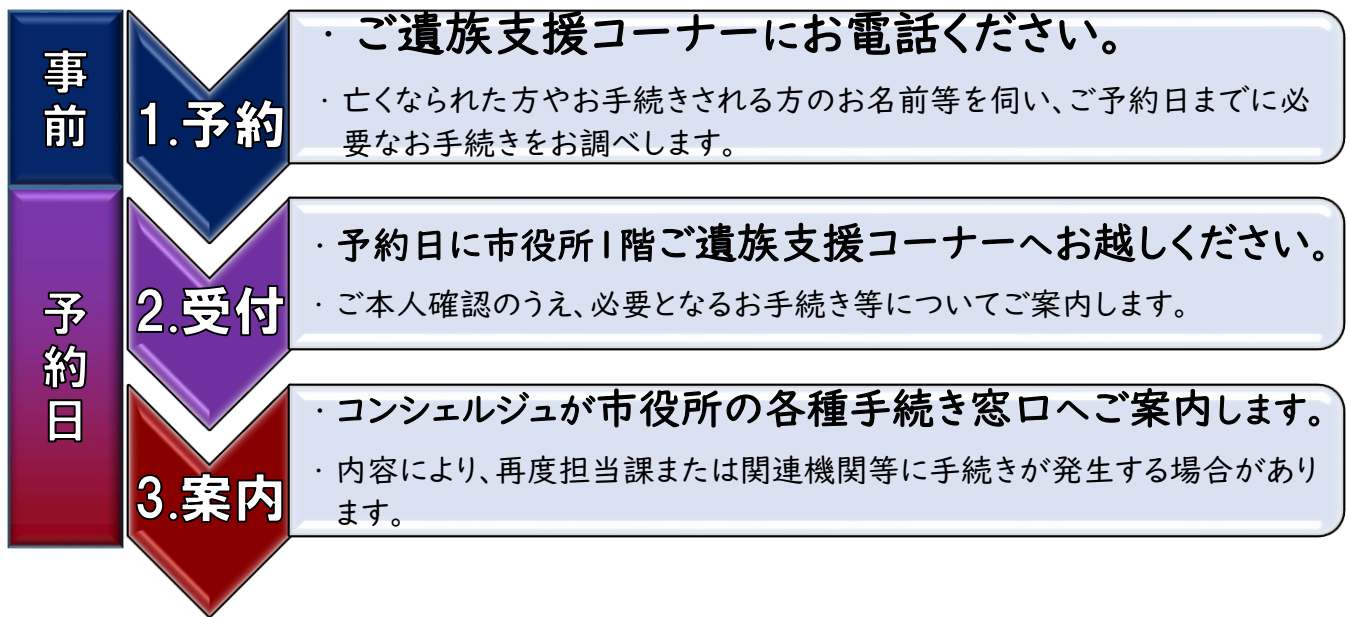 事前
1.予約
・ご遺族支援コーナーにお電話ください。
・亡くなられた方やお手続きされる方のお名前等を伺い、ご予約日までに必
要なお手続きをお調べします。
予約日
2.受付
・予約日に市役所1階ご遺族支援コーナーへお越しください。
・ご本人確認のうえ、必要となるお手続き等についてご案内します。
3.案内
・コンシェルジュが市役所の各種手続き窓口へご案内します。
・内容により、再度担当課または関連機関等に手続きが発生する場合があり
ます。